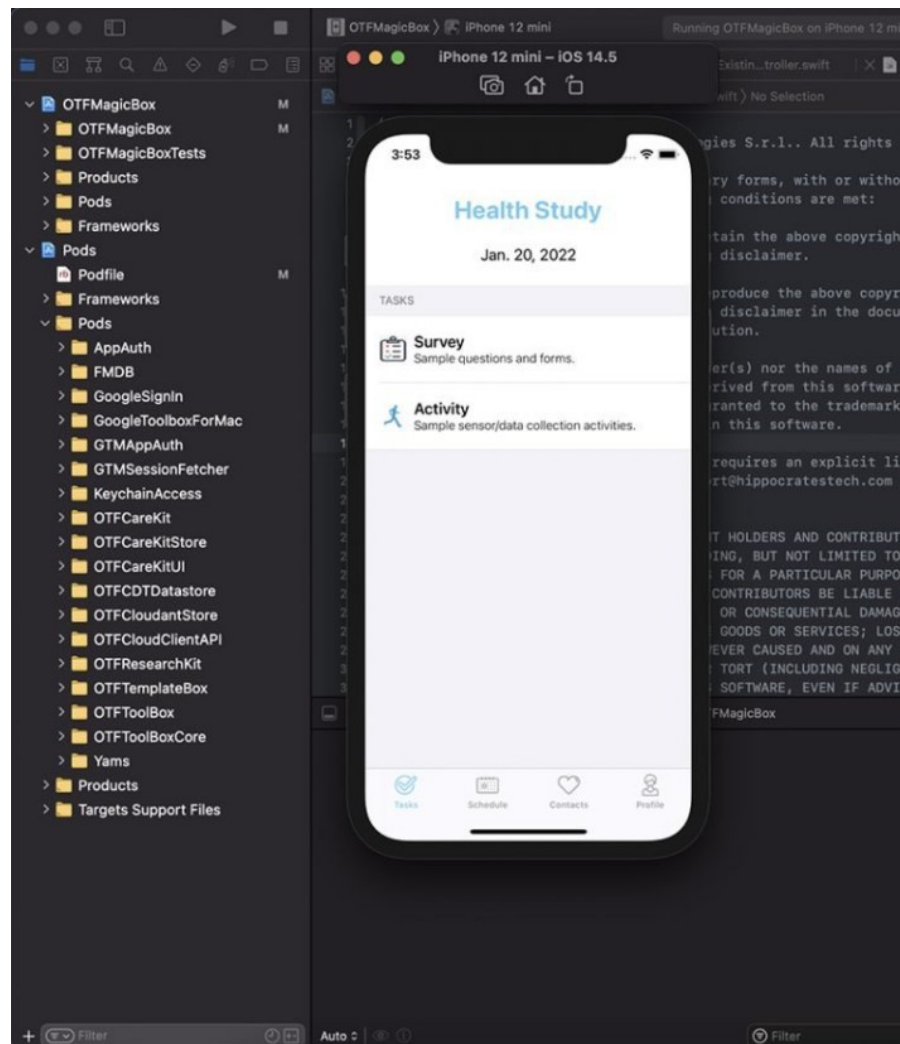 OTFMagicBox 〉 iPhone 12 mini
Running OTFMagicBox on iPhone 12 mi
iPhone 12 mini – iOS 14.5
Existin...troller.swift
wift 〉 No Selection
OTFMagicBox M
OTFMagicBox M
OTFMagicBoxTests
Products
Pods
Frameworks
Pods
Podfile M
Frameworks
Pods
AppAuth
FMDB
GoogleSignIn
GoogleToolboxForMac
GTMAppAuth
GTMSessionFetcher
KeychainAccess
OTFCareKit
OTFCareKitStore
OTFCareKitUI
OTFCDTDatastore
OTFCloudantStore
OTFCloudClientAPI
OTFResearchKit
OTFTemplateBox
OTFToolBox
OTFToolBoxCore
Yams
Products
Targets Support Files
Filter
3:53
Health Study
Jan. 20, 2022
TASKS
Survey
Sample questions and forms.
Activity
Sample sensor/data collection activities.
Tasks Schedule Contacts Profile
gies S.r.l.. All rights
ry forms, with or witho
conditions are met:
tain the above copyrigh
disclaimer.
produce the above copyr
disclaimer in the docu
ution.
er(s) nor the names of
rived from this softwar
ranted to the trademark
n this software.
requires an explicit li
rt@hippocratestech.com
T HOLDERS AND CONTRIBUT
ING, BUT NOT LIMITED TO
FOR A PARTICULAR PURPO
CONTRIBUTORS BE LIABLE
OR CONSEQUENTIAL DAMAG
GOODS OR SERVICES; LOS
EVER CAUSED AND ON ANY
TORT (INCLUDING NEGLIG
SOFTWARE, EVEN IF ADVI
FMagicBox
Auto
Filter